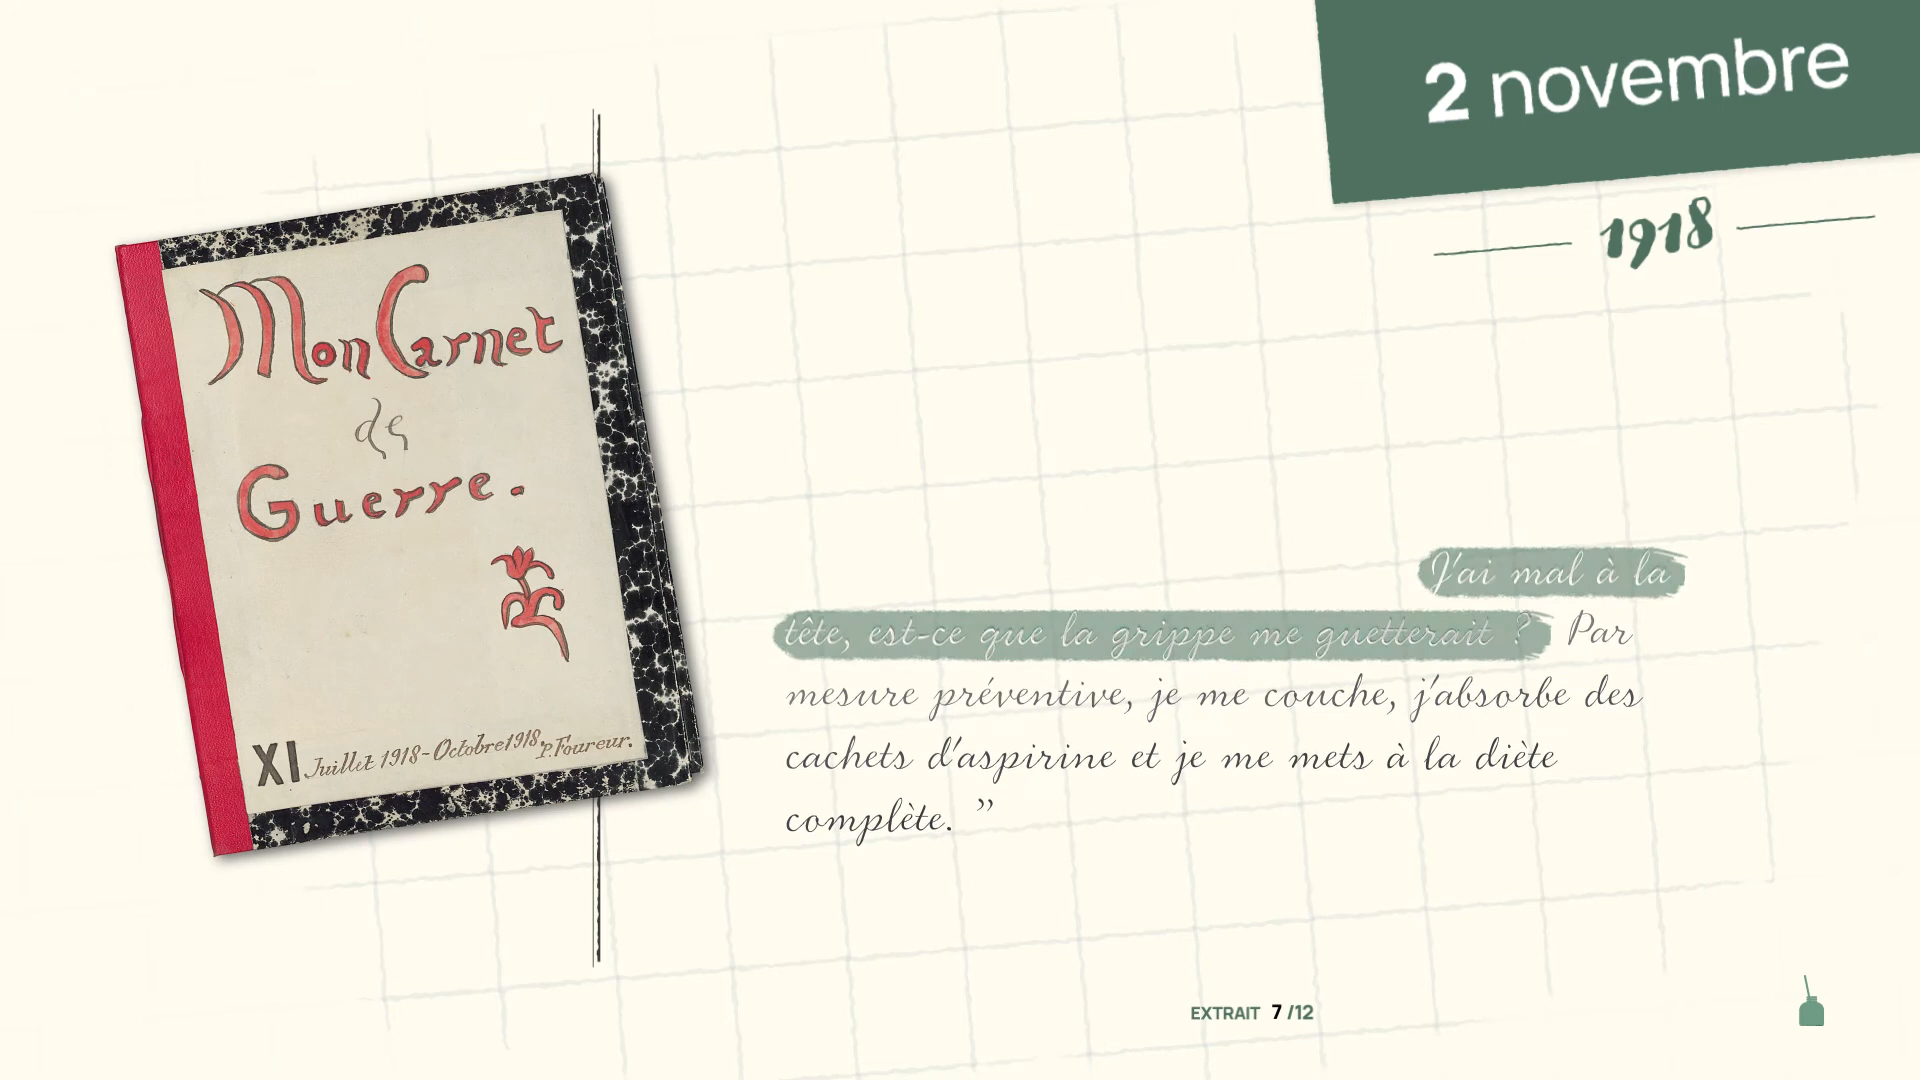 2 novembre
1918
Mon Carnet
de
Guerre.
XI Juillet 1918-Octobre 1918. P. Foureur.
J'ai mal à la
tête, est-ce que la grippe me guetterait ? Par
mesure préventive, je me couche, j'absorbe des
cachets d'aspirine et je me mets à la diète
complète. ”
EXTRAIT 7 /12